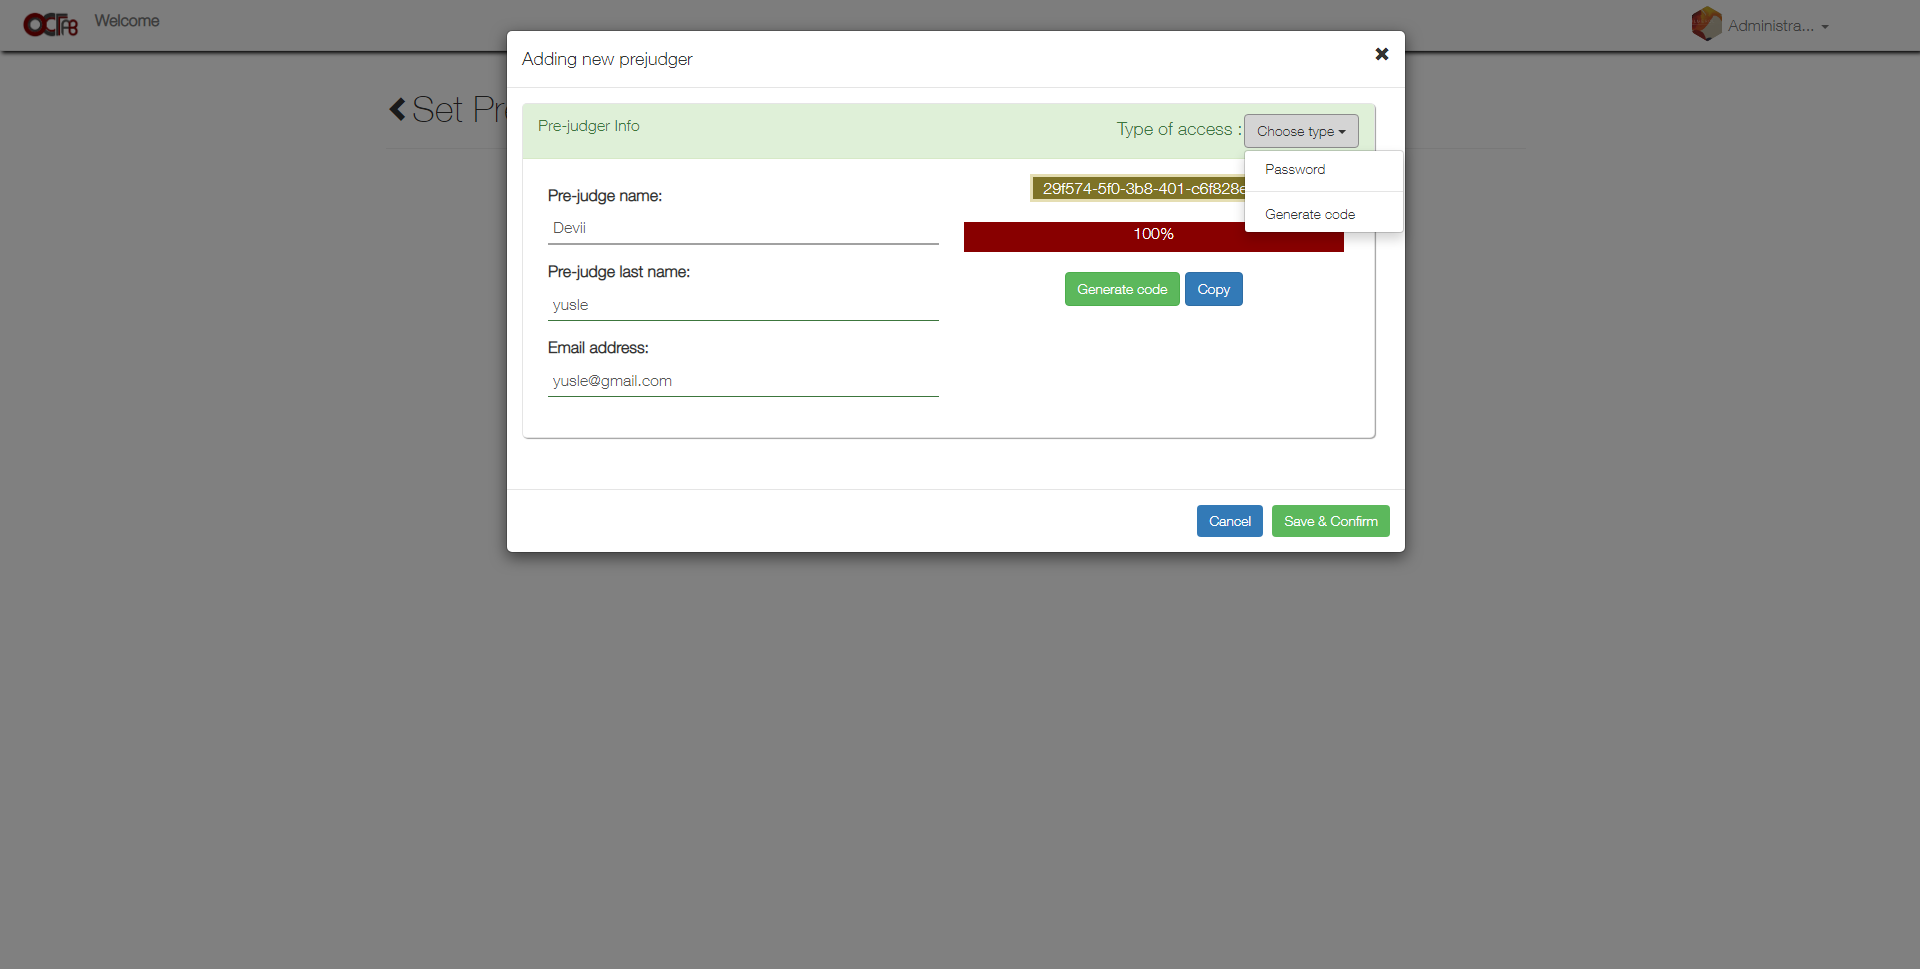 OCTFAB Welcome
Administra...
Set Pr
Adding new prejudger
Pre-judger Info
Type of access :
Choose type
Password
Generate code
29f574-5f0-3b8-401-c6f828e
100%
Generate code
Copy
Pre-judge name:
Devii
Pre-judge last name:
yusle
Email address:
yusle@gmail.com
Cancel
Save & Confirm